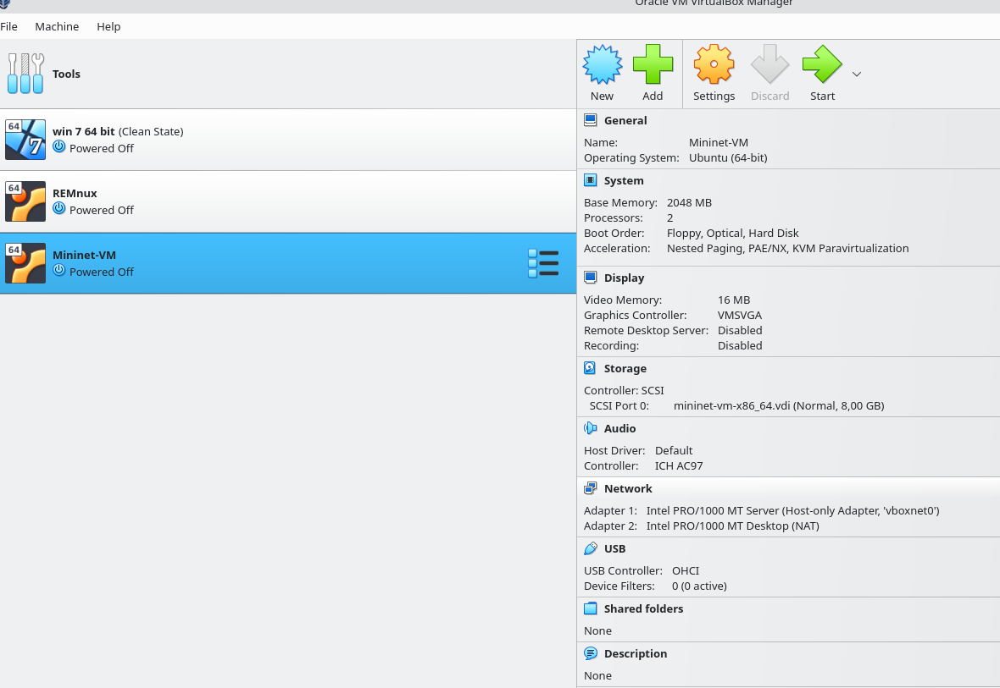 Oracle VM VirtualBox Manager
File Machine Help
Tools
New Add Settings Discard Start
64 7
win 7 64 bit (Clean State)
Powered Off
64
REMnux
Powered Off
64
Mininet-VM
Powered Off
General
Name: Mininet-VM
Operating System: Ubuntu (64-bit)
System
Base Memory: 2048 MB
Processors: 2
Boot Order: Floppy, Optical, Hard Disk
Acceleration: Nested Paging, PAE/NX, KVM Paravirtualization
Display
Video Memory: 16 MB
Graphics Controller: VMSVGA
Remote Desktop Server: Disabled
Recording: Disabled
Storage
Controller: SCSI
SCSI Port 0: mininet-vm-x86_64.vdi (Normal, 8,00 GB)
Audio
Host Driver: Default
Controller: ICH AC97
Network
Adapter 1: Intel PRO/1000 MT Server (Host-only Adapter, 'vboxnet0')
Adapter 2: Intel PRO/1000 MT Desktop (NAT)
USB
USB Controller: OHCI
Device Filters: 0 (0 active)
Shared folders
None
Description
None